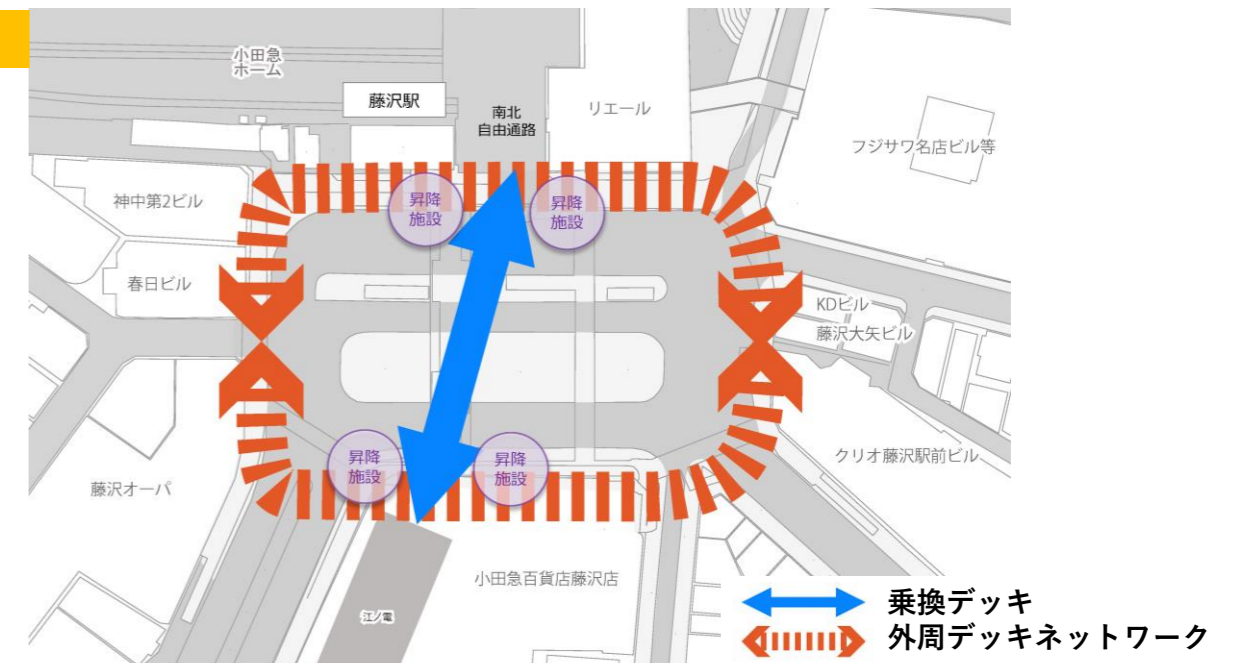 小田急
ホーム
藤沢駅
南北
自由通路
リエール
フジサワ名店ビル等
神中第2ビル
昇降
施設
昇降
施設
春日ビル
KDビル
藤沢大矢ビル
昇降
施設
昇降
施設
クリオ藤沢駅前ビル
藤沢オーパ
小田急百貨店藤沢店
江ノ電
乗換デッキ
外周デッキネットワーク